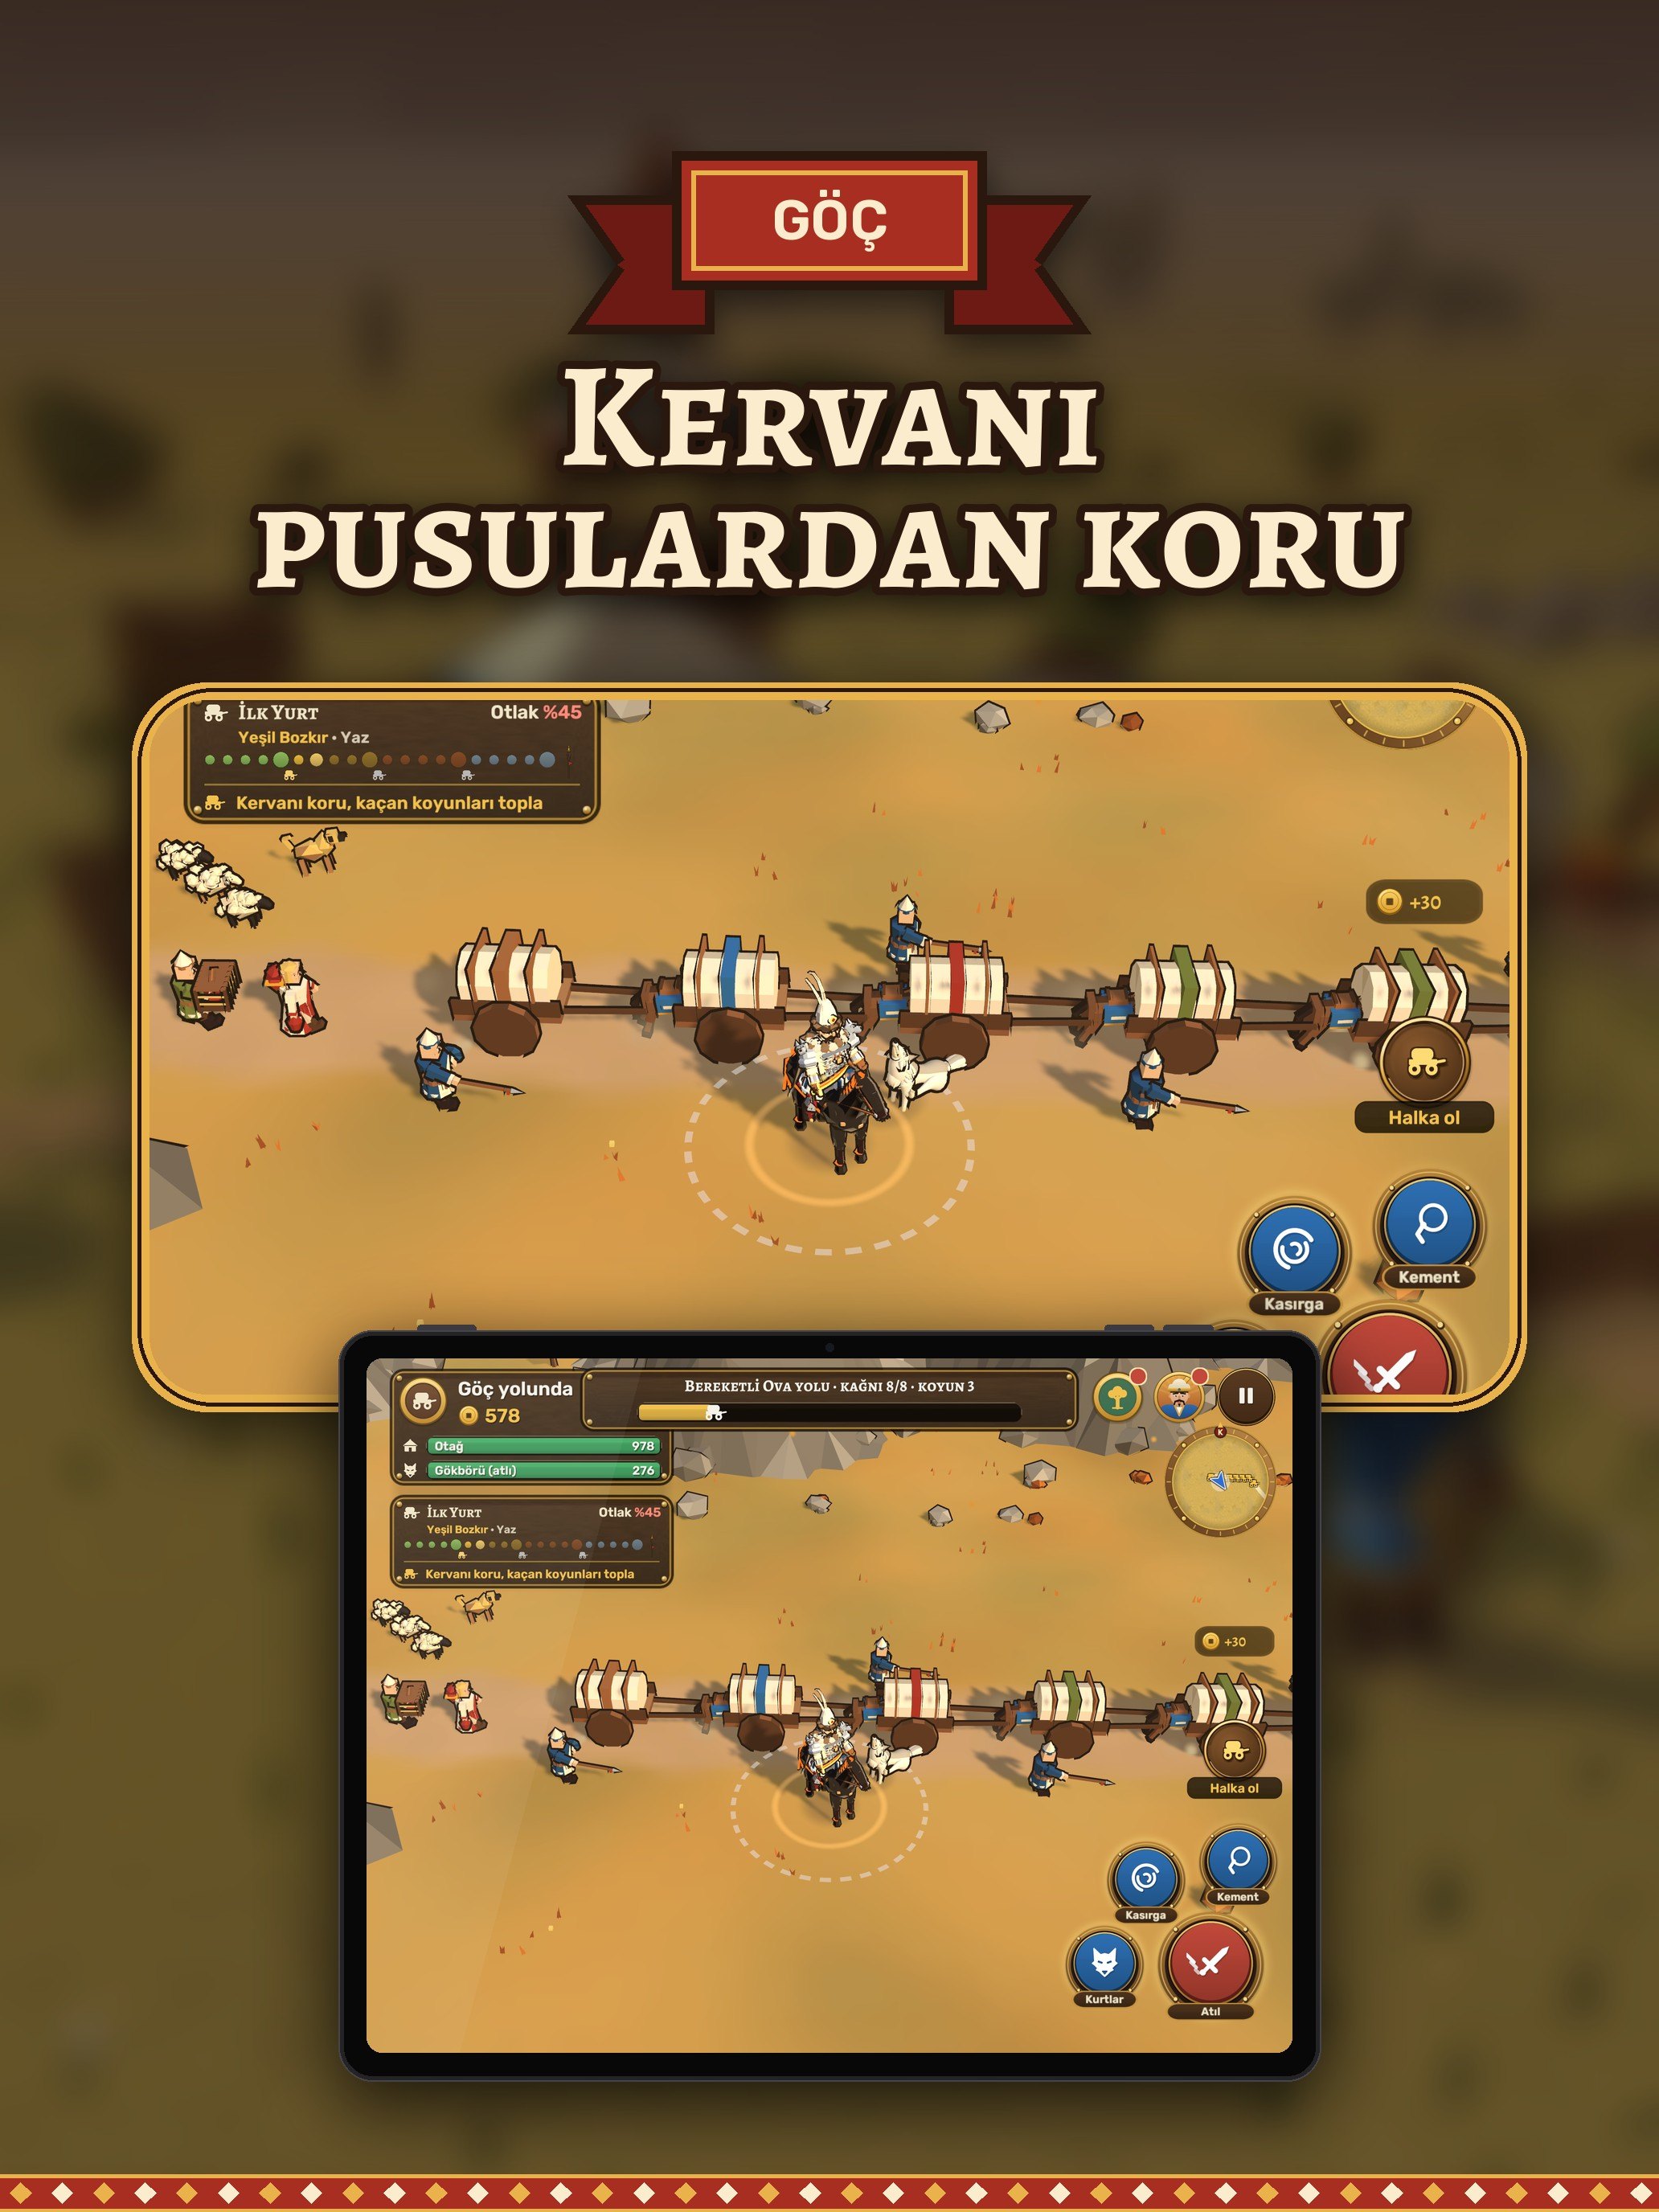 GÖÇ
KERVANI
PUSULARDAN KORU
İLK YURT
Otlak %45
Yeşil Bozkır • Yaz
Kervanı koru, kaçan koyunları topla
+30
Halka ol
Kement
Kasırga
Göç yolunda
578
BEREKETLİ OVA YOLU · KAĞNI 8/8 · KOYUN 3
K
Otağ 978
Gökbörü (atlı) 276
İLK YURT
Otlak %45
Yeşil Bozkır • Yaz
Kervanı koru, kaçan koyunları topla
+30
Halka ol
Kement
Kasırga
Kurtlar
Atıl